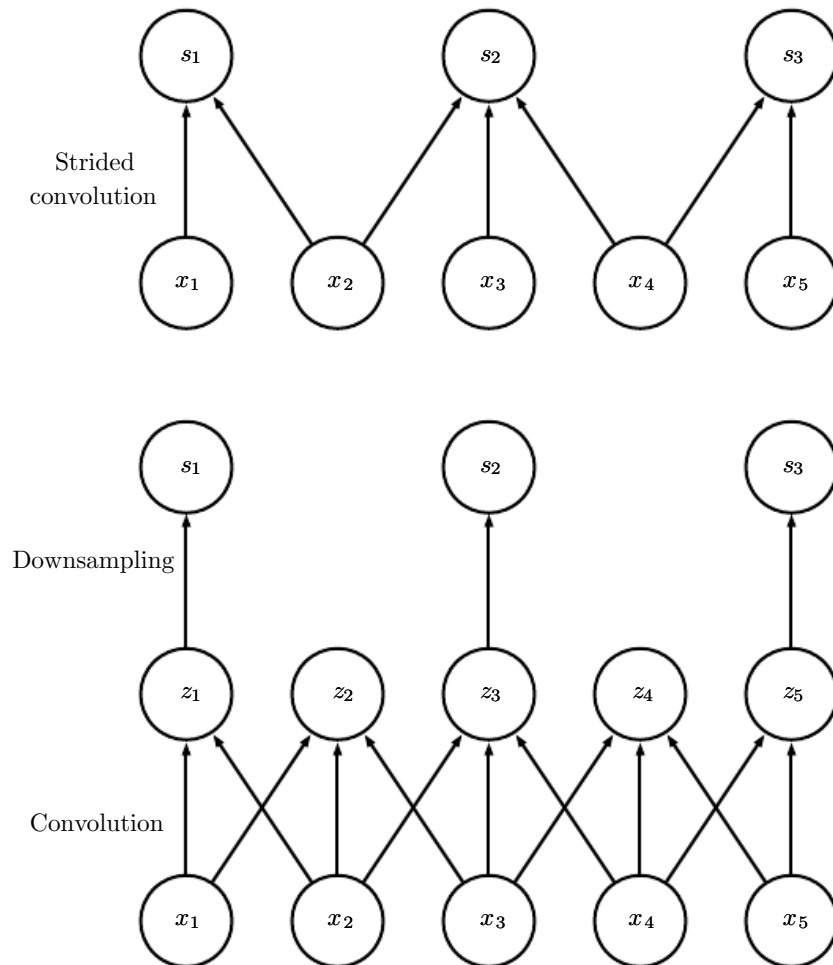 s₁ s₂ s₃
Strided
convolution
x₁ x₂ x₃ x₄ x₅
s₁ s₂ s₃
Downsampling
z₁ z₂ z₃ z₄ z₅
Convolution
x₁ x₂ x₃ x₄ x₅